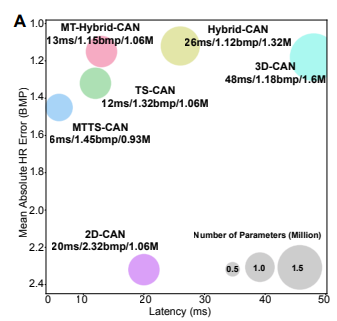 A
MT-Hybrid-CAN
13ms/1.15bmp/1.06M
Hybrid-CAN
26ms/1.12bmp/1.32M
3D-CAN
48ms/1.18bmp/1.6M
TS-CAN
12ms/1.32bmp/1.06M
MTTS-CAN
6ms/1.45bmp/0.93M
2D-CAN
20ms/2.32bmp/1.06M
Number of Parameters (Million)
0.5
1.0
1.5
Mean Absolute HR Error (BMP)
1.0
1.2
1.4
1.6
1.8
2.0
2.2
2.4
0
10
20
30
40
50
Latency (ms)